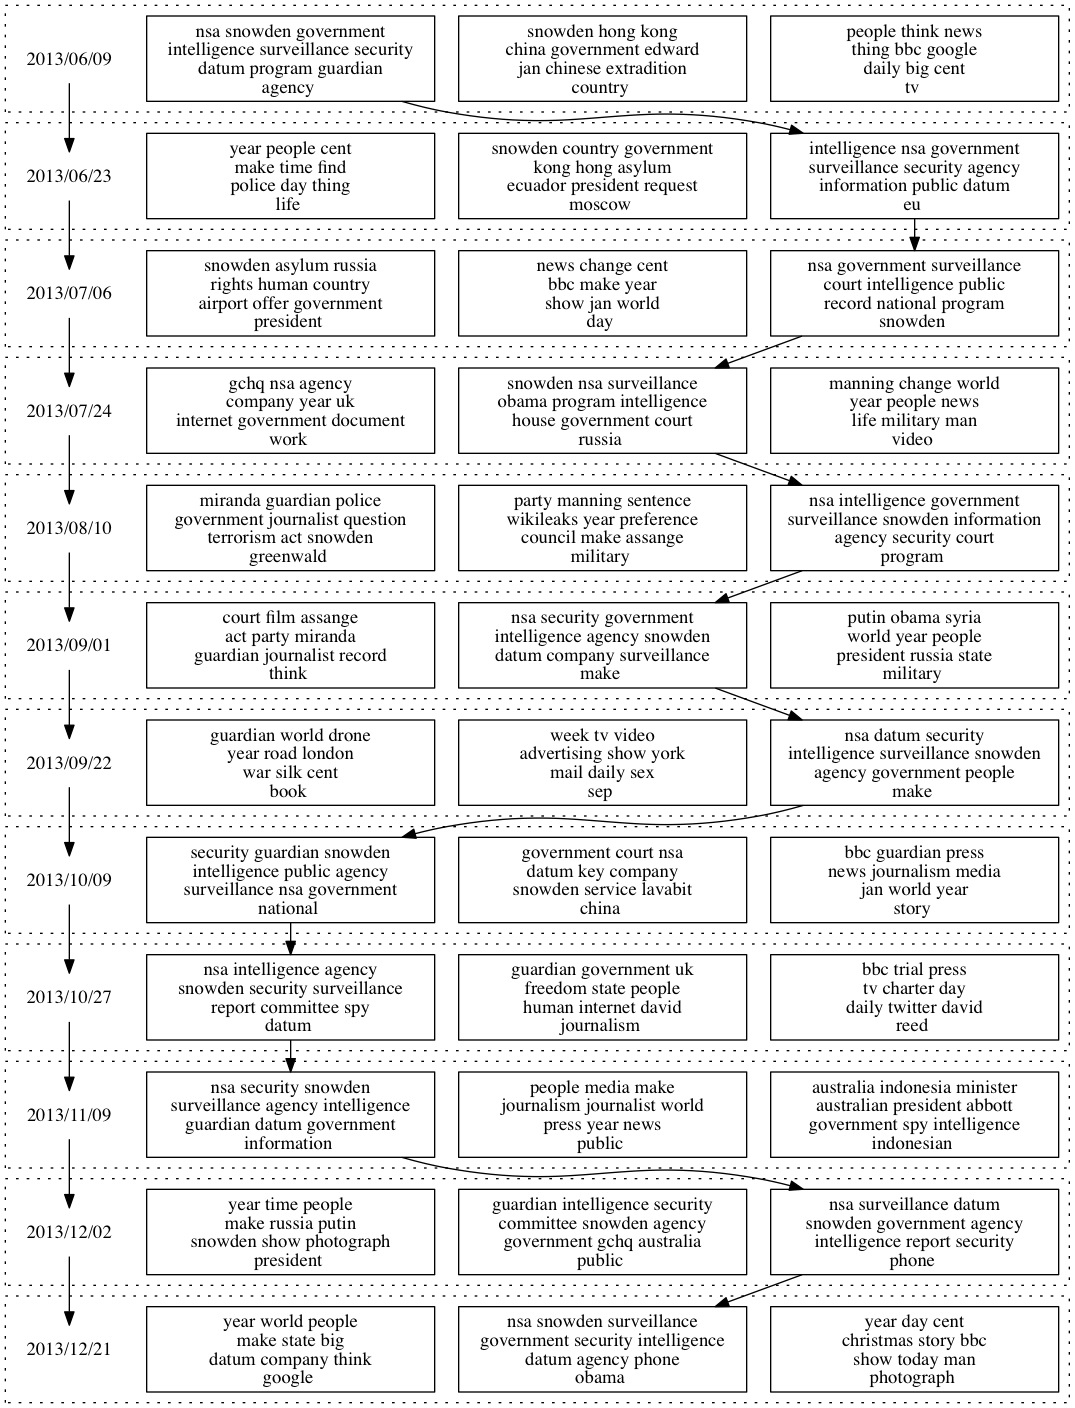 2013/06/09
nsa snowden government
intelligence surveillance security
datum program guardian
agency
snowden hong kong
china government edward
jan chinese extradition
country
people think news
thing bbc google
daily big cent
tv
2013/06/23
year people cent
make time find
police day thing
life
snowden country government
kong hong asylum
ecuador president request
moscow
intelligence nsa government
surveillance security agency
information public datum
eu
2013/07/06
snowden asylum russia
rights human country
airport offer government
president
news change cent
bbc make year
show jan world
day
nsa government surveillance
court intelligence public
record national program
snowden
2013/07/24
gchq nsa agency
company year uk
internet government document
work
snowden nsa surveillance
obama program intelligence
house government court
russia
manning change world
year people news
life military man
video
2013/08/10
miranda guardian police
government journalist question
terrorism act snowden
greenwald
party manning sentence
wikileaks year preference
council make assange
military
nsa intelligence government
surveillance snowden information
agency security court
program
2013/09/01
court film assange
act party miranda
guardian journalist record
think
nsa security government
intelligence agency snowden
datum company surveillance
make
putin obama syria
world year people
president russia state
military
2013/09/22
guardian world drone
year road london
war silk cent
book
week tv video
advertising show york
mail daily sex
sep
nsa datum security
intelligence surveillance snowden
agency government people
make
2013/10/09
security guardian snowden
intelligence public agency
surveillance nsa government
national
government court nsa
datum key company
snowden service lavabit
china
bbc guardian press
news journalism media
jan world year
story
2013/10/27
nsa intelligence agency
snowden security surveillance
report committee spy
datum
guardian government uk
freedom state people
human internet david
journalism
bbc trial press
tv charter day
daily twitter david
reed
2013/11/09
nsa security snowden
surveillance agency intelligence
guardian datum government
information
people media make
journalism journalist world
press year news
public
australia indonesia minister
australian president abbott
government spy intelligence
indonesian
2013/12/02
year time people
make russia putin
snowden show photograph
president
guardian intelligence security
committee snowden agency
government gchq australia
public
nsa surveillance datum
snowden government agency
intelligence report security
phone
2013/12/21
year world people
make state big
datum company think
google
nsa snowden surveillance
government security intelligence
datum agency phone
obama
year day cent
christmas story bbc
show today man
photograph